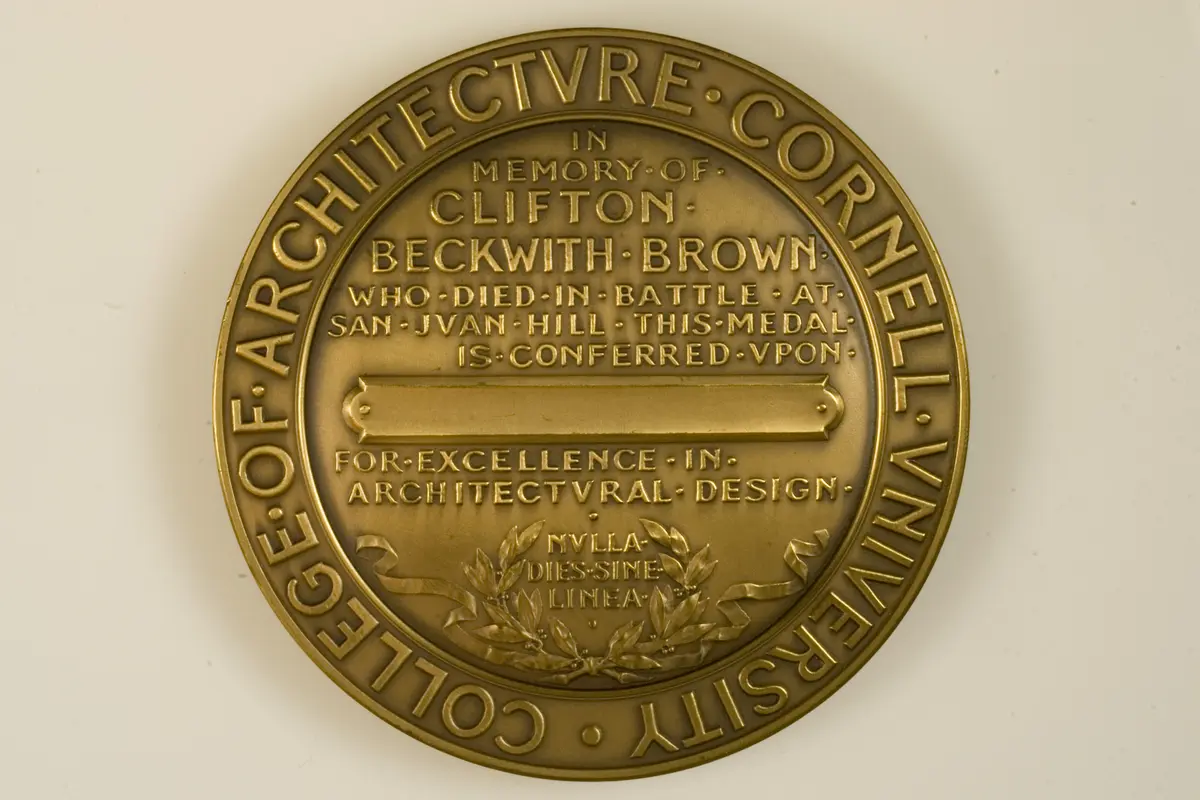 COLLEGE·OF·ARCHITECTVRE·CORNELL·VNIVERSITY·
IN
MEMORY·OF·
CLIFTON·
BECKWITH·BROWN·
WHO·DIED·IN·BATTLE·AT·
SAN·JVAN·HILL·THIS·MEDAL·
IS·CONFERRED·VPON·
FOR·EXCELLENCE·IN·
ARCHITECTVRAL·DESIGN·
NVLLA·
DIES·SINE·
LINEA·